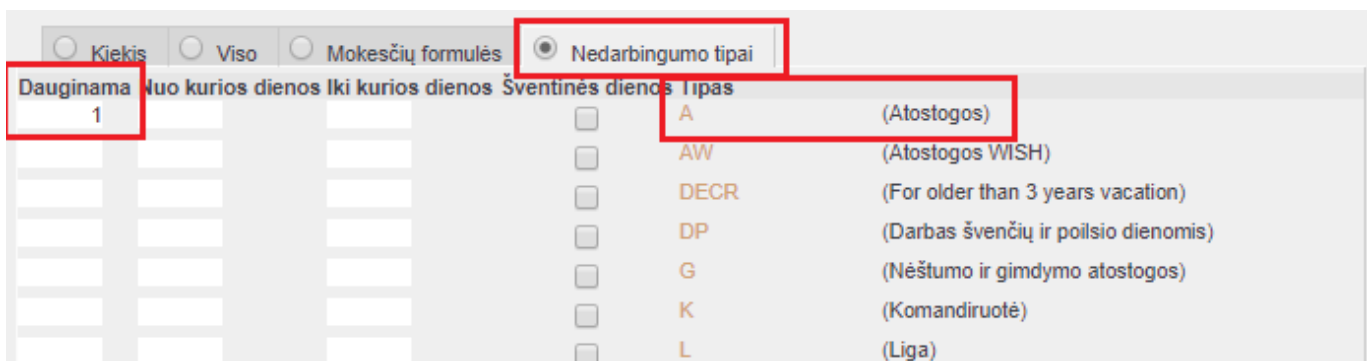 Kiekis Viso Mokesčių formulės Nedarbingumo tipai
Dauginama Nuo kurios dienos Iki kurios dienos Šventinės dienos Tipas
1 A (Atostogos)
AW (Atostogos WISH)
DECR (For older than 3 years vacation)
DP (Darbas švenčių ir poilsio dienomis)
G (Nėštumo ir gimdymo atostogos)
K (Komandiruotė)
L (Liga)